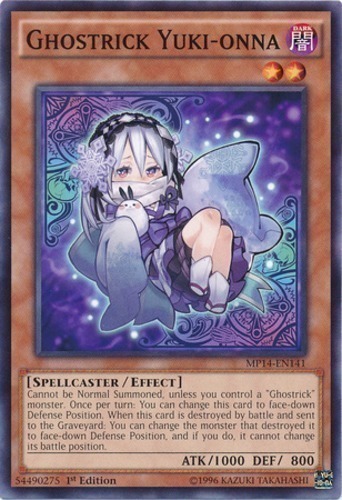 GHOSTRICK YUKI-ONNA
DARK
闇
MP14-EN141
[SPELLCASTER / EFFECT]
Cannot be Normal Summoned, unless you control a "Ghostrick"
monster. Once per turn: You can change this card to face-down
Defense Position. When this card is destroyed by battle and sent
to the Graveyard: You can change the monster that destroyed it
to face-down Defense Position, and if you do, it cannot change
its battle position.
ATK/1000 DEF/ 800
54490275 1st Edition ©1996 KAZUKI TAKAHASHI